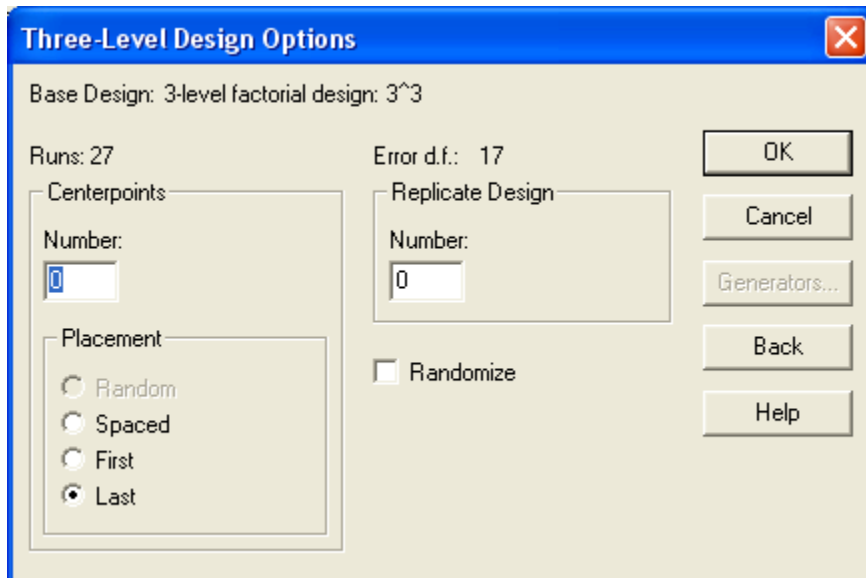 Three-Level Design Options
Base Design: 3-level factorial design: 3^3
Runs: 27
Error d.f.: 17
OK
Centerpoints
Replicate Design
Cancel
Number:
Number:
0
0
Generators...
Placement
Back
Random
Randomize
Spaced
Help
First
Last